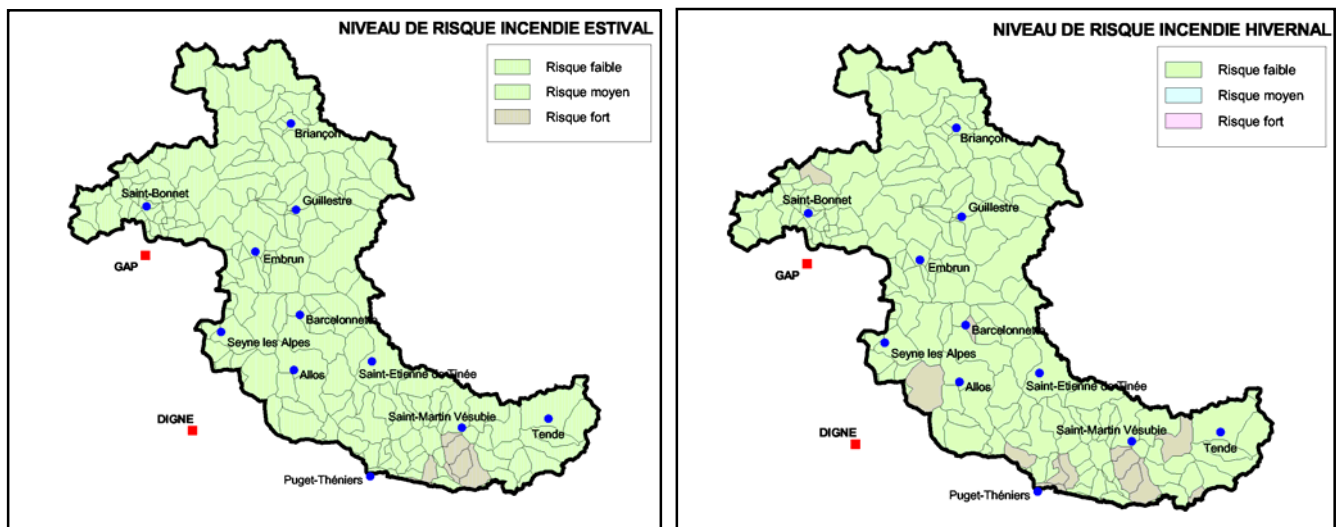 NIVEAU DE RISQUE INCENDIE ESTIVAL
Risque faible
Risque moyen
Risque fort
Briançon
Saint-Bonnet
Guillestre
GAP
Embrun
Barcelonnette
Seyne les Alpes
Allos
Saint-Etienne de Tinée
DIGNE
Saint-Martin Vésubie
Tende
Puget-Théniers
NIVEAU DE RISQUE INCENDIE HIVERNAL
Risque faible
Risque moyen
Risque fort
Briançon
Saint-Bonnet
Guillestre
GAP
Embrun
Barcelonnette
Seyne les Alpes
Allos
Saint-Etienne de Tinée
DIGNE
Saint-Martin Vésubie
Tende
Puget-Théniers